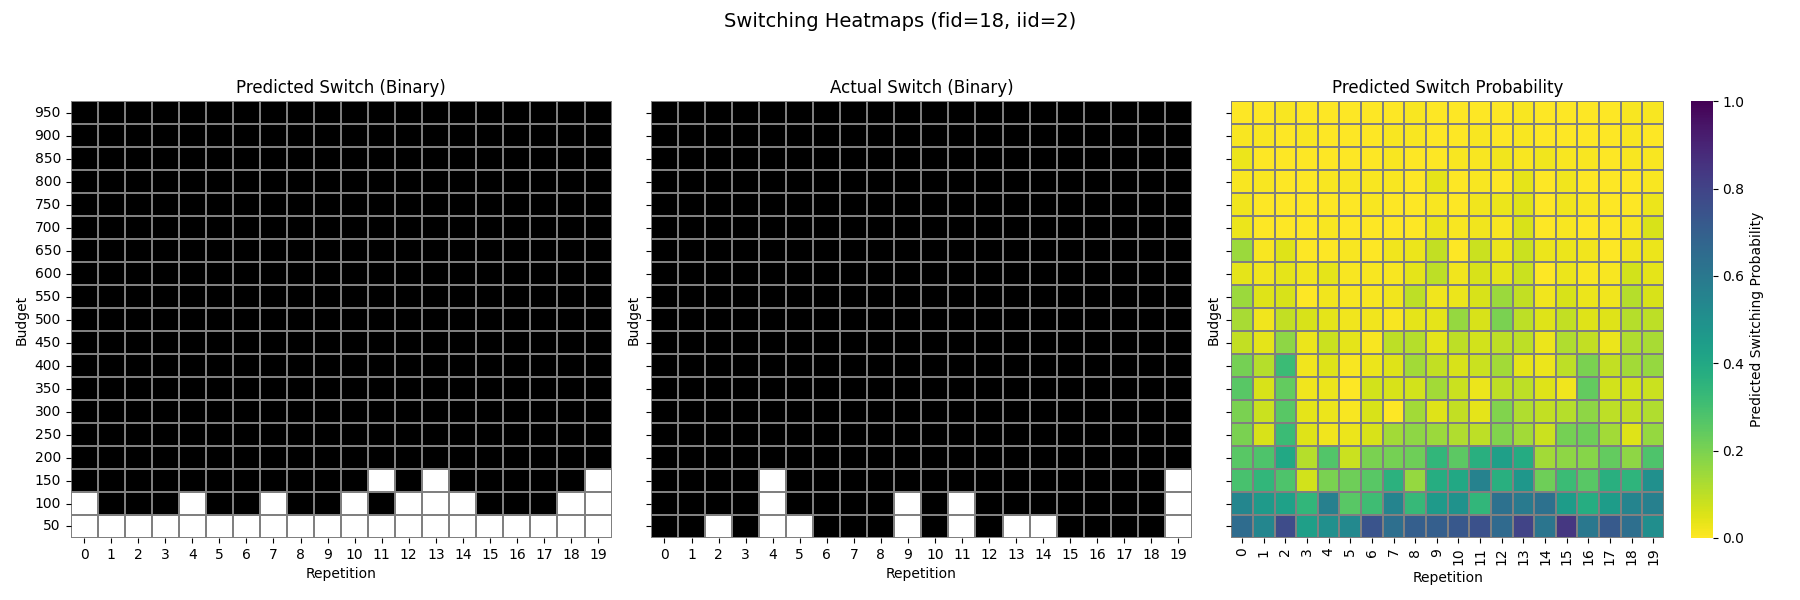 Switching Heatmaps (fid=18, iid=2)
Predicted Switch (Binary)
Budget
950
900
850
800
750
700
650
600
550
500
450
400
350
300
250
200
150
100
50
0 1 2 3 4 5 6 7 8 9 10 11 12 13 14 15 16 17 18 19
Repetition
Actual Switch (Binary)
Budget
0 1 2 3 4 5 6 7 8 9 10 11 12 13 14 15 16 17 18 19
Repetition
Predicted Switch Probability
Budget
0 1 2 3 4 5 6 7 8 9 10 11 12 13 14 15 16 17 18 19
Repetition
1.0
0.8
0.6
0.4
0.2
0.0
Predicted Switching Probability